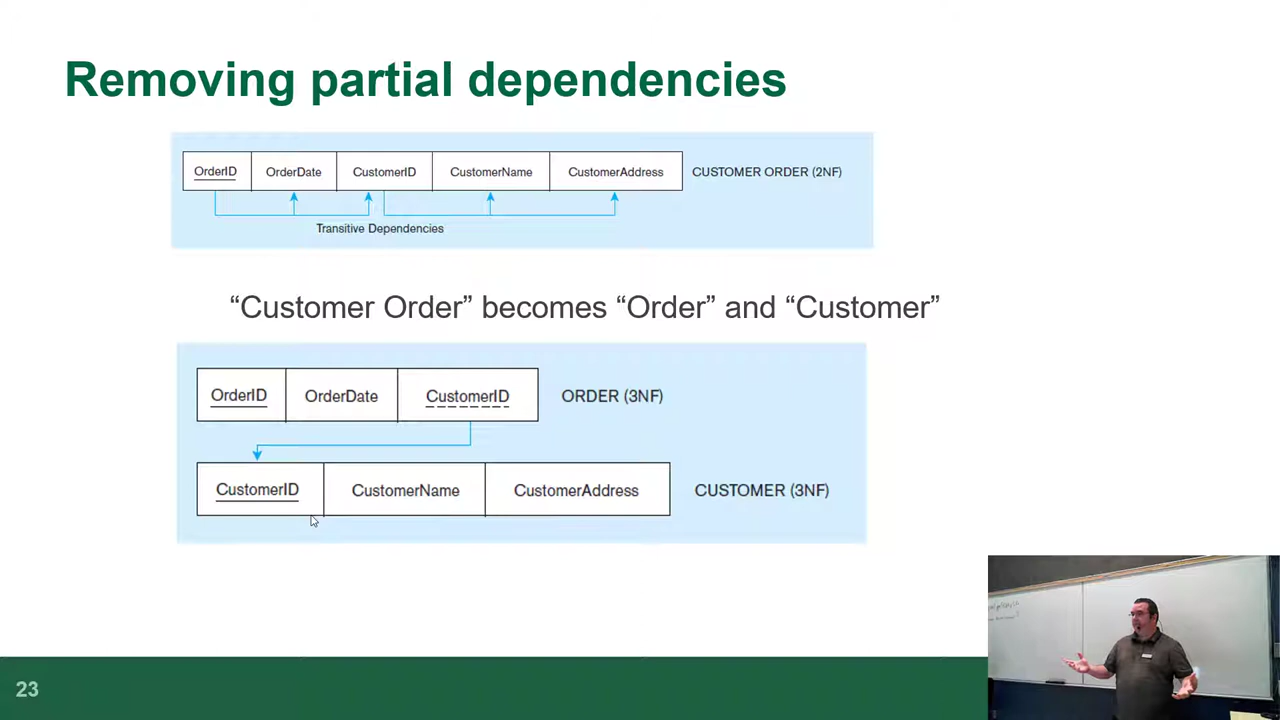 Removing partial dependencies
OrderID OrderDate CustomerID CustomerName CustomerAddress CUSTOMER ORDER (2NF)
Transitive Dependencies
“Customer Order” becomes “Order” and “Customer”
OrderID OrderDate CustomerID ORDER (3NF)
CustomerID CustomerName CustomerAddress CUSTOMER (3NF)
23